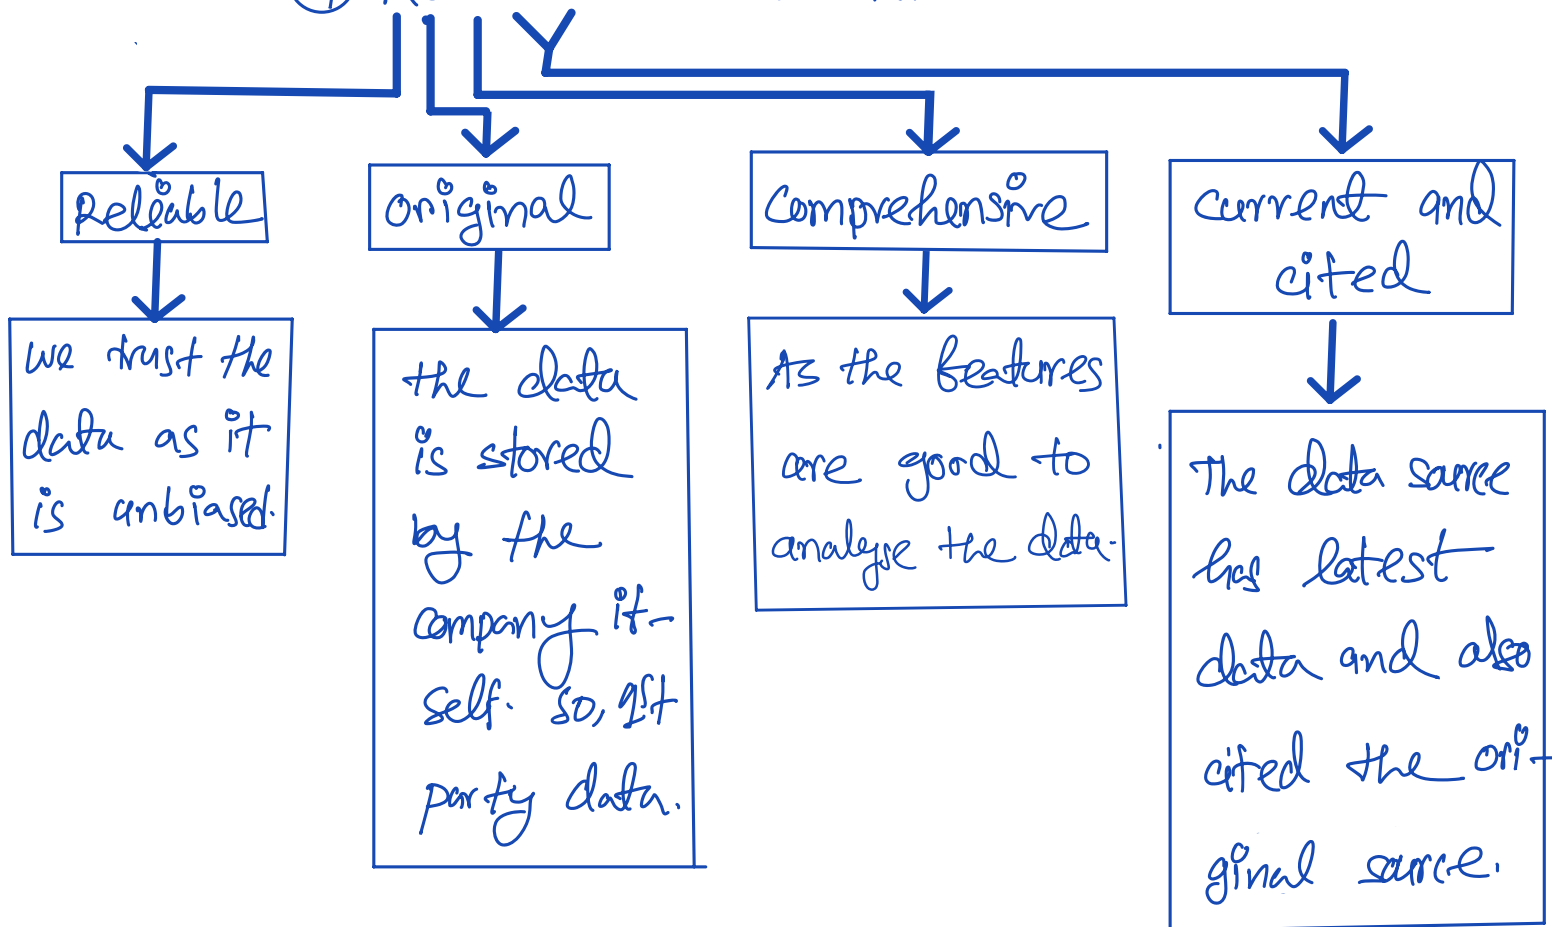 Reliable
original
Comprehensive
current and
cited
we trust the
data as it
is unbiased.
the data
is stored
by the
company it-
self. so, 1st
party data.
As the features
are good to
analyse the data.
The data source
has latest
data and also
cited the ori-
ginal source.